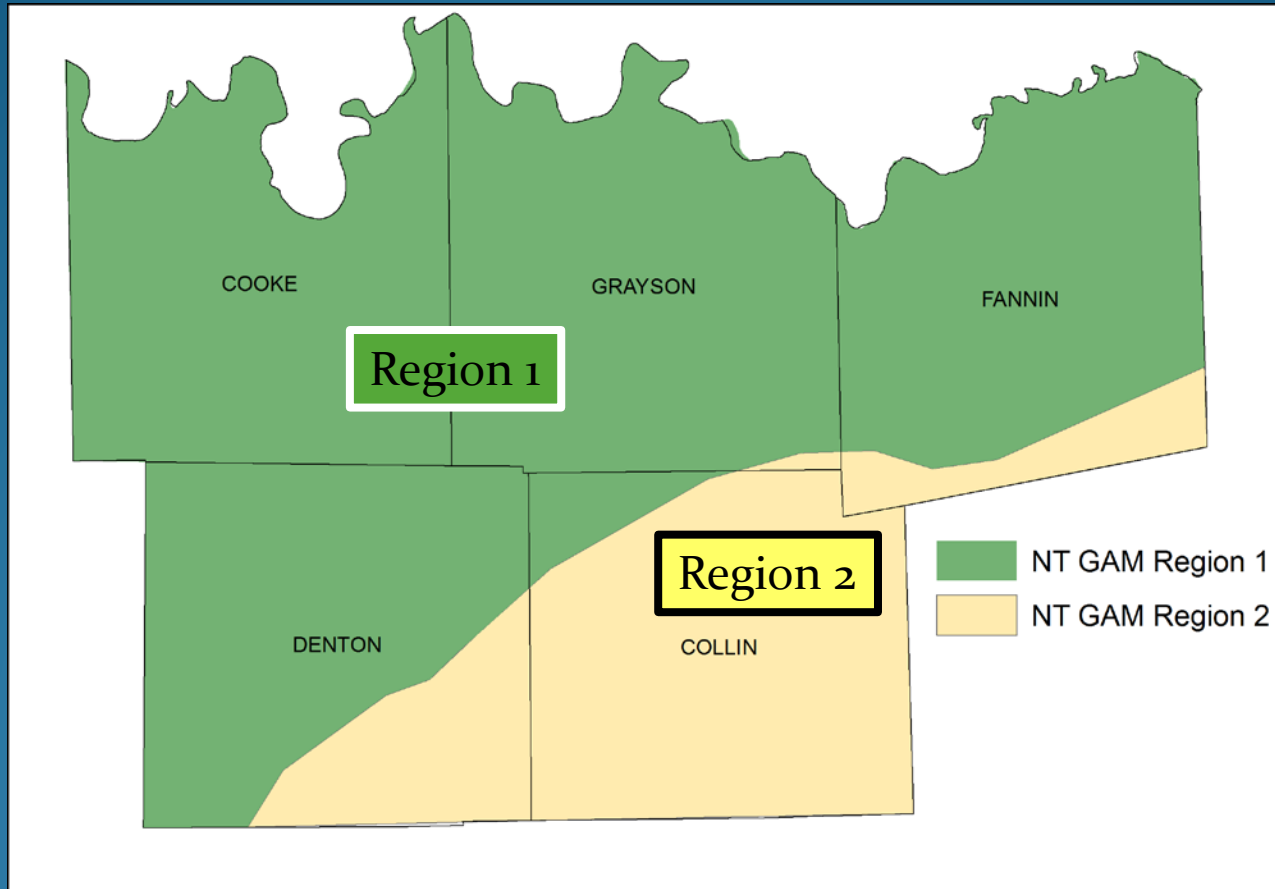 COOKE
GRAYSON
FANNIN
Region 1
Region 2
NT GAM Region 1
NT GAM Region 2
DENTON
COLLIN